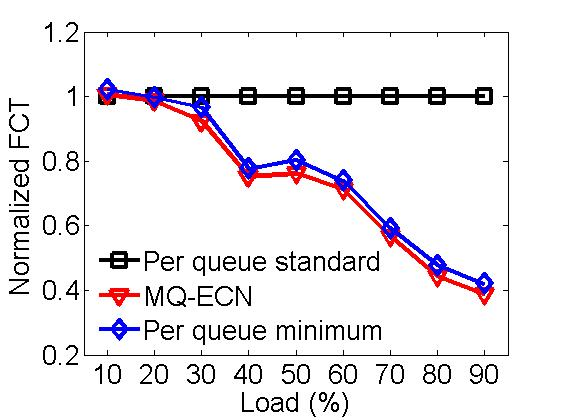 1.2
1
0.8
0.6
0.4
0.2
Normalized FCT
Per queue standard
MQ-ECN
Per queue minimum
10 20 30 40 50 60 70 80 90
Load (%)